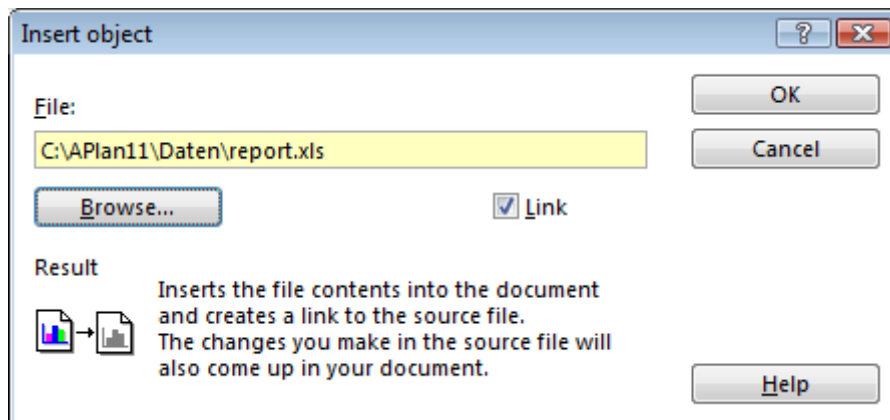 Insert object
File:
OK
C:\APlan11\Daten\report.xls
Cancel
Browse...
Link
Result
Inserts the file contents into the document
and creates a link to the source file.
The changes you make in the source file will
also come up in your document.
Help